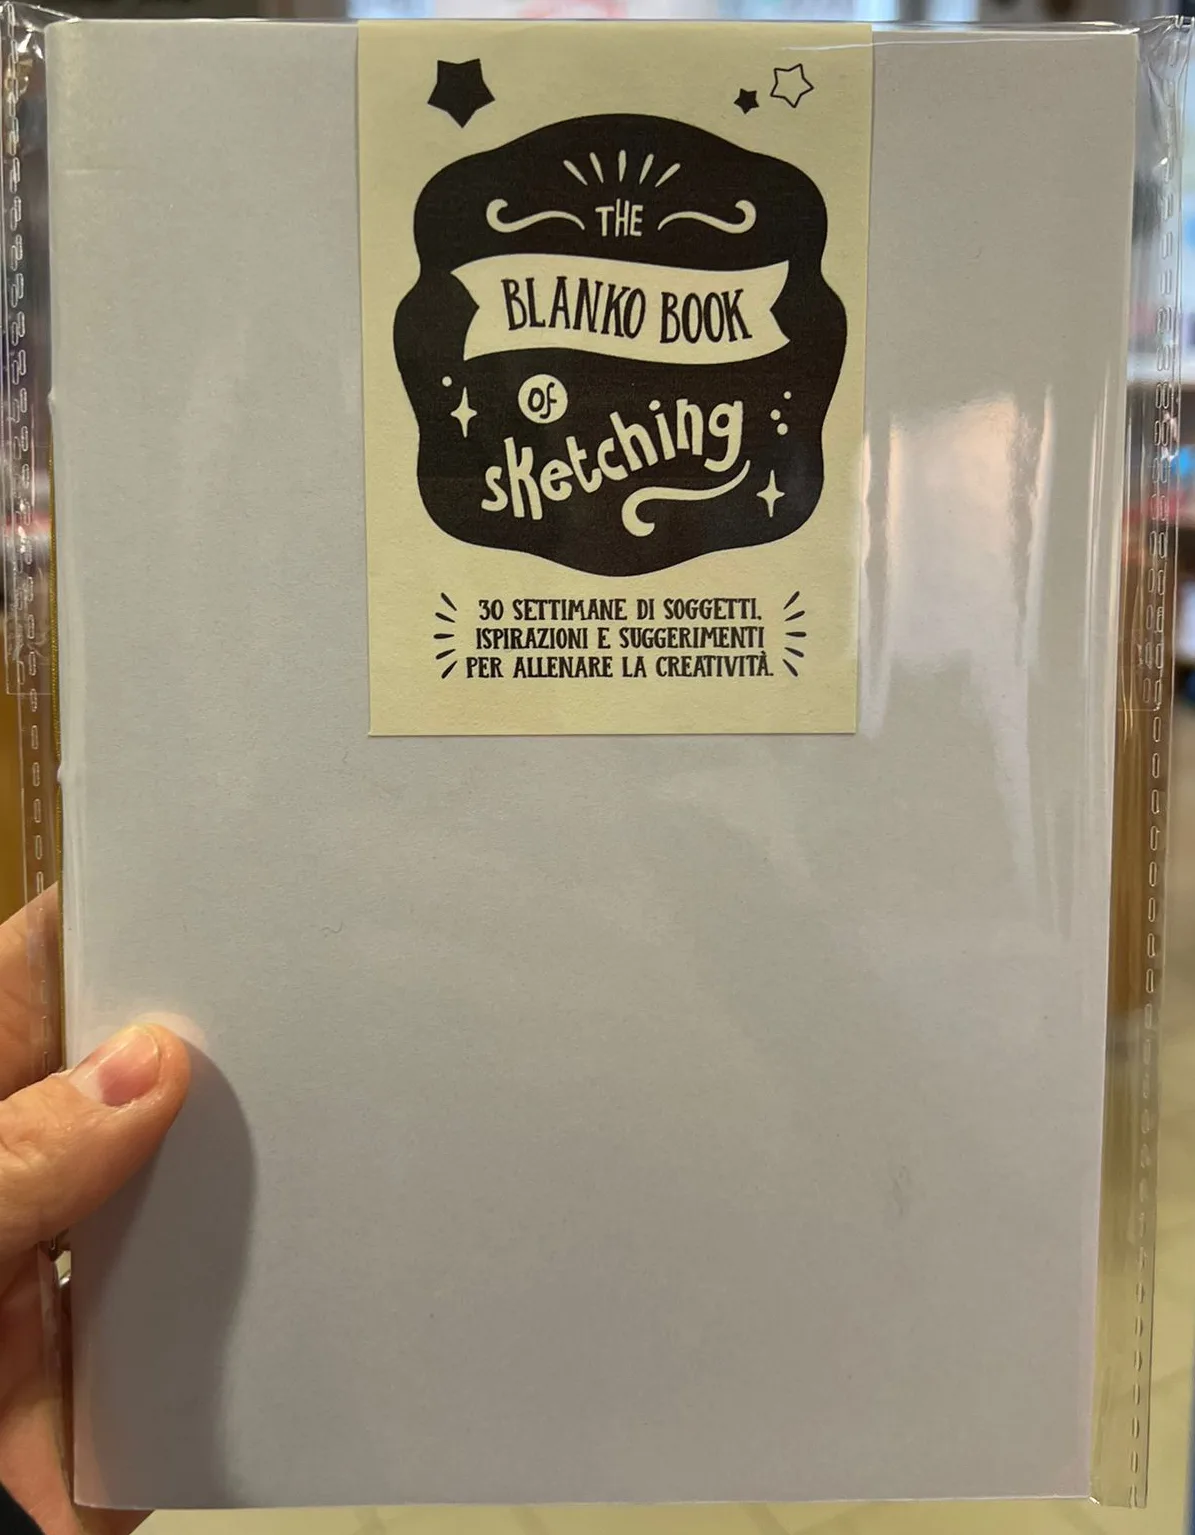 THE
BLANKO BOOK
OF
sketching
30 SETTIMANE DI SOGGETTI,
ISPIRAZIONI E SUGGERIMENTI
PER ALLENARE LA CREATIVITÀ.